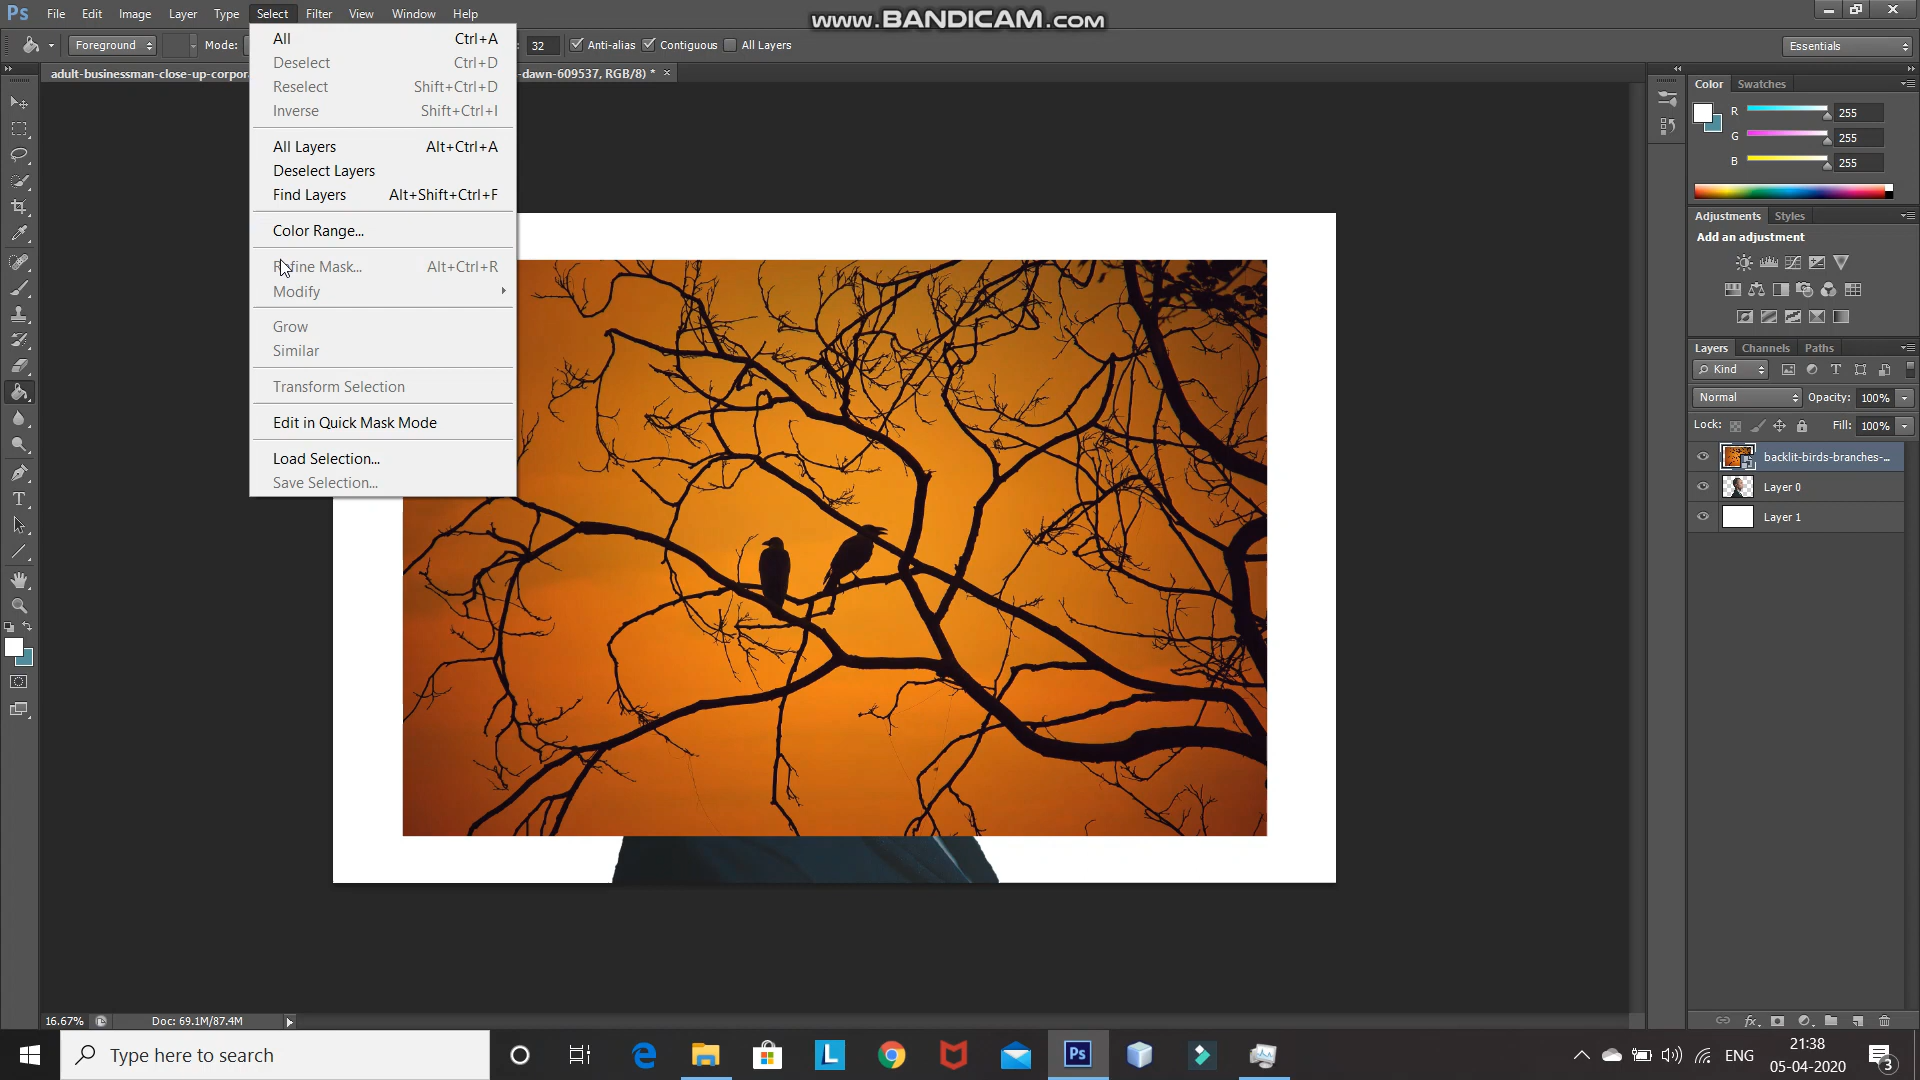 www.BANDICAM.com
Ps File Edit Image Layer Type Select Filter View Window Help
Foreground Mode: 32 Anti-alias Contiguous All Layers Essentials
adult-businessman-close-up-corpora -dawn-609537, RGB/8) * ×
All Ctrl+A
Deselect Ctrl+D
Reselect Shift+Ctrl+D
Inverse Shift+Ctrl+I
All Layers Alt+Ctrl+A
Deselect Layers
Find Layers Alt+Shift+Ctrl+F
Color Range...
Refine Mask... Alt+Ctrl+R
Modify
Grow
Similar
Transform Selection
Edit in Quick Mask Mode
Load Selection...
Save Selection...
Color Swatches
R 255
G 255
B 255
Adjustments Styles
Add an adjustment
Layers Channels Paths
Kind
Normal Opacity: 100%
Lock: Fill: 100%
backlit-birds-branches-...
Layer 0
Layer 1
16.67% Doc: 69.1M/87.4M
Type here to search
L
Ps
ENG
21:38
05-04-2020
3